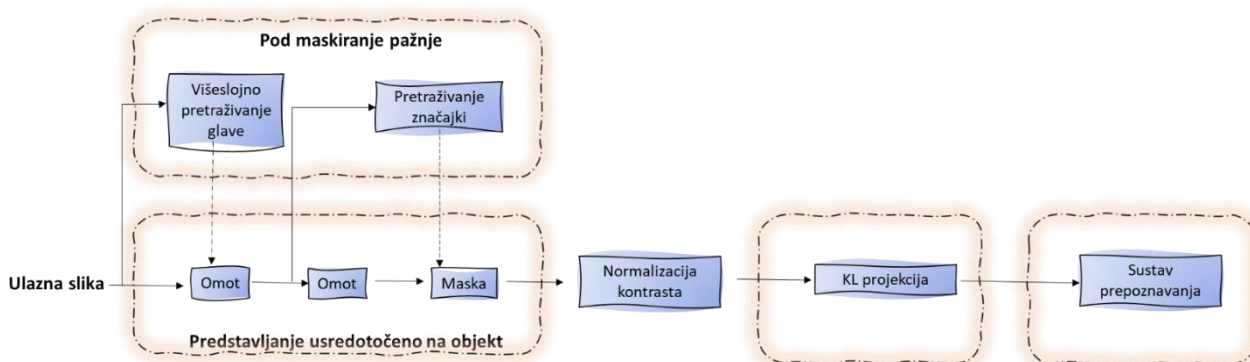 Pod maskiranje pažnje
Višeslojno
pretraživanje
glave
Pretraživanje
značajki
Ulazna slika
Omot
Omot
Maska
Normalizacija
kontrasta
KL projekcija
Sustav
prepoznavanja
Predstavljanje usredotočeno na objekt